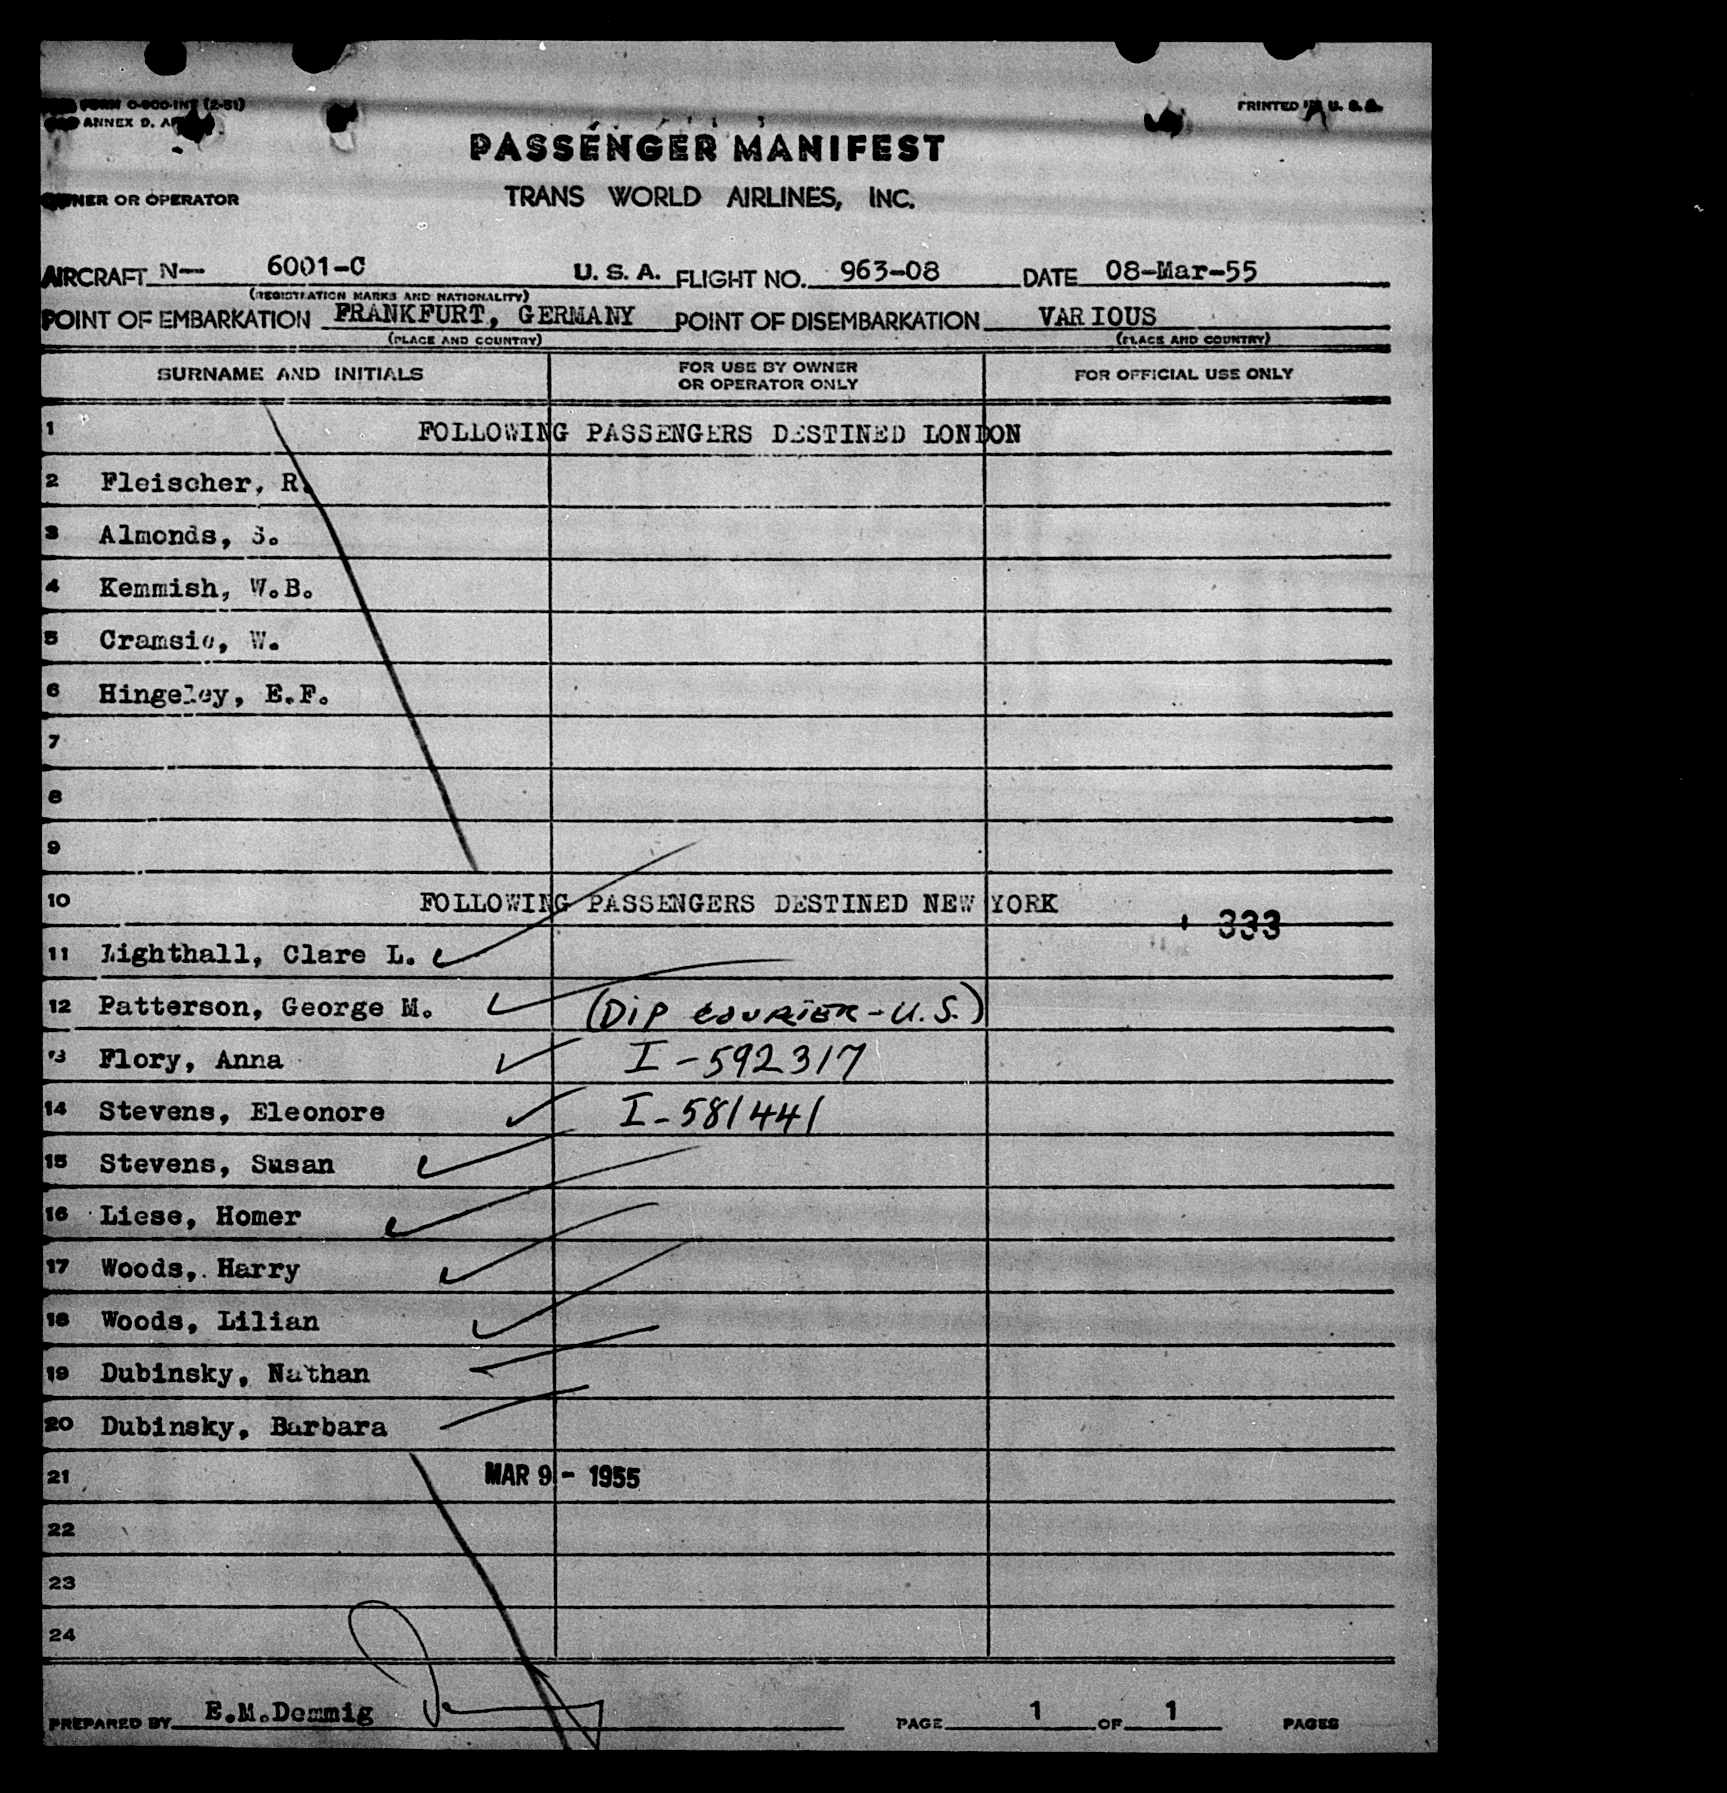 FORM O-800-INT (2-51)
ANNEX D.
PRINTED IN U. S. A.
PASSENGER MANIFEST
OWNER OR OPERATOR
TRANS WORLD AIRLINES, INC.
AIRCRAFT N— 6001-C U. S. A. FLIGHT NO. 963-08 DATE 08-Mar-55
(REGISTRATION MARKS AND NATIONALITY)
POINT OF EMBARKATION FRANKFURT, GERMANY POINT OF DISEMBARKATION VARIOUS
(PLACE AND COUNTRY) (PLACE AND COUNTRY)
SURNAME AND INITIALS FOR USE BY OWNER OR OPERATOR ONLY FOR OFFICIAL USE ONLY
1 FOLLOWING PASSENGERS DESTINED LONDON
2 Fleischer, R.
3 Almonds, S.
4 Kemmish, W.B.
5 Cramsie, W.
6 Hingeley, E.F.
7
8
9
10 FOLLOWING PASSENGERS DESTINED NEW YORK
333
11 Lighthall, Clare L.
12 Patterson, George M. (DIP COURIER - U.S.)
13 Flory, Anna I-592317
14 Stevens, Eleonore I-581441
15 Stevens, Susan
16 Liese, Homer
17 Woods, Harry
18 Woods, Lilian
19 Dubinsky, Nathan
20 Dubinsky, Barbara
21 MAR 9 - 1955
22
23
24
PREPARED BY E.M.Demmig PAGE 1 OF 1 PAGES